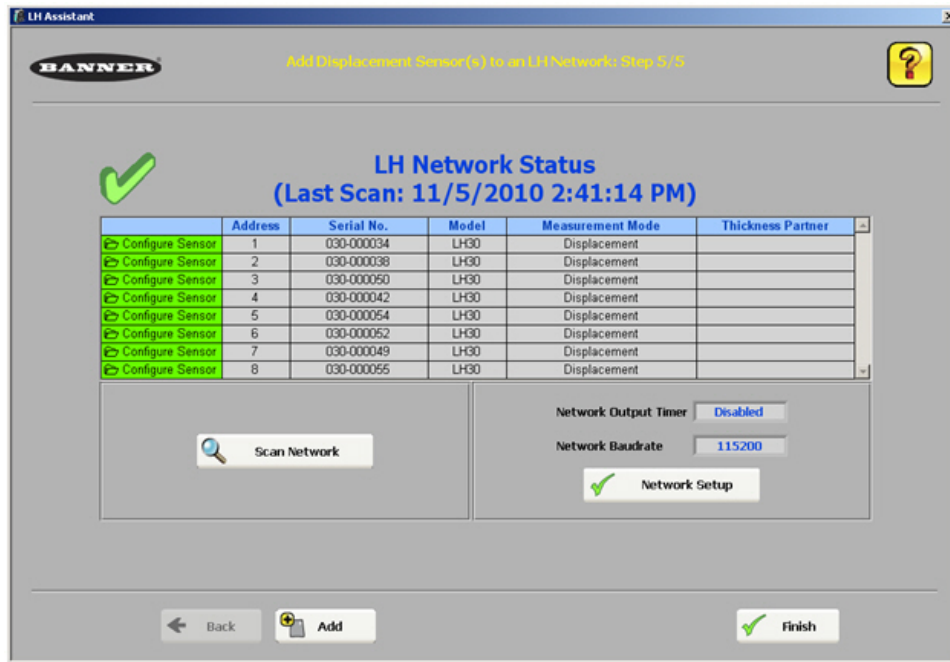 LH Assistant
BANNER
Add Displacement Sensor(s) to an LH Network: Step 5/5
?
LH Network Status
(Last Scan: 11/5/2010 2:41:14 PM)
Address Serial No. Model Measurement Mode Thickness Partner
Configure Sensor 1 030-000034 LH30 Displacement
Configure Sensor 2 030-000038 LH30 Displacement
Configure Sensor 3 030-000050 LH30 Displacement
Configure Sensor 4 030-000042 LH30 Displacement
Configure Sensor 5 030-000054 LH30 Displacement
Configure Sensor 6 030-000052 LH30 Displacement
Configure Sensor 7 030-000049 LH30 Displacement
Configure Sensor 8 030-000055 LH30 Displacement
Network Output Timer Disabled
Scan Network
Network Baudrate 115200
Network Setup
Back Add Finish